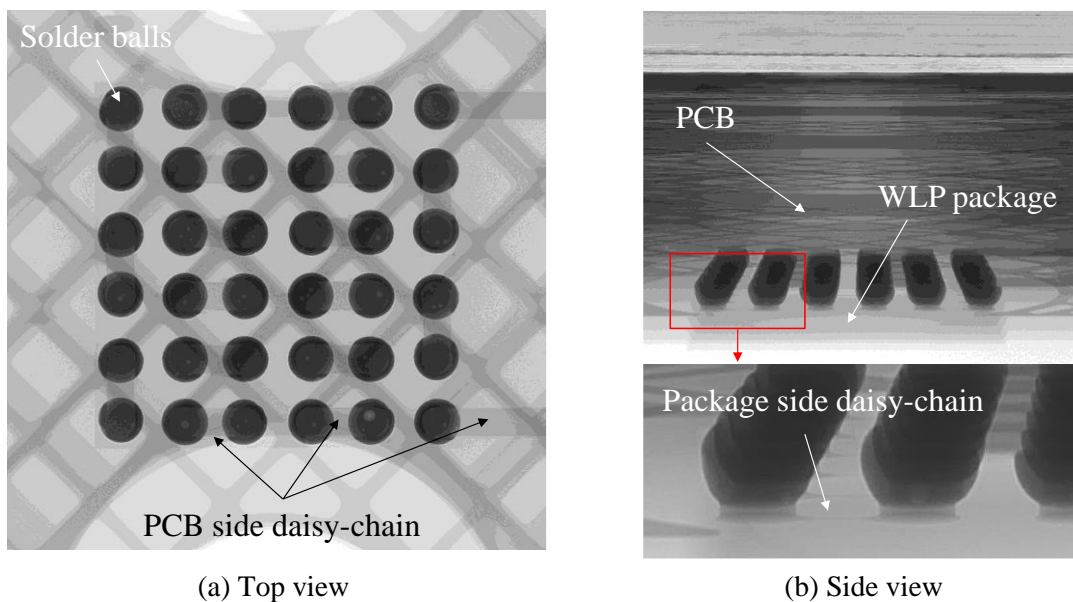 Solder balls
PCB side daisy-chain
(a) Top view
PCB
WLP package
Package side daisy-chain
(b) Side view